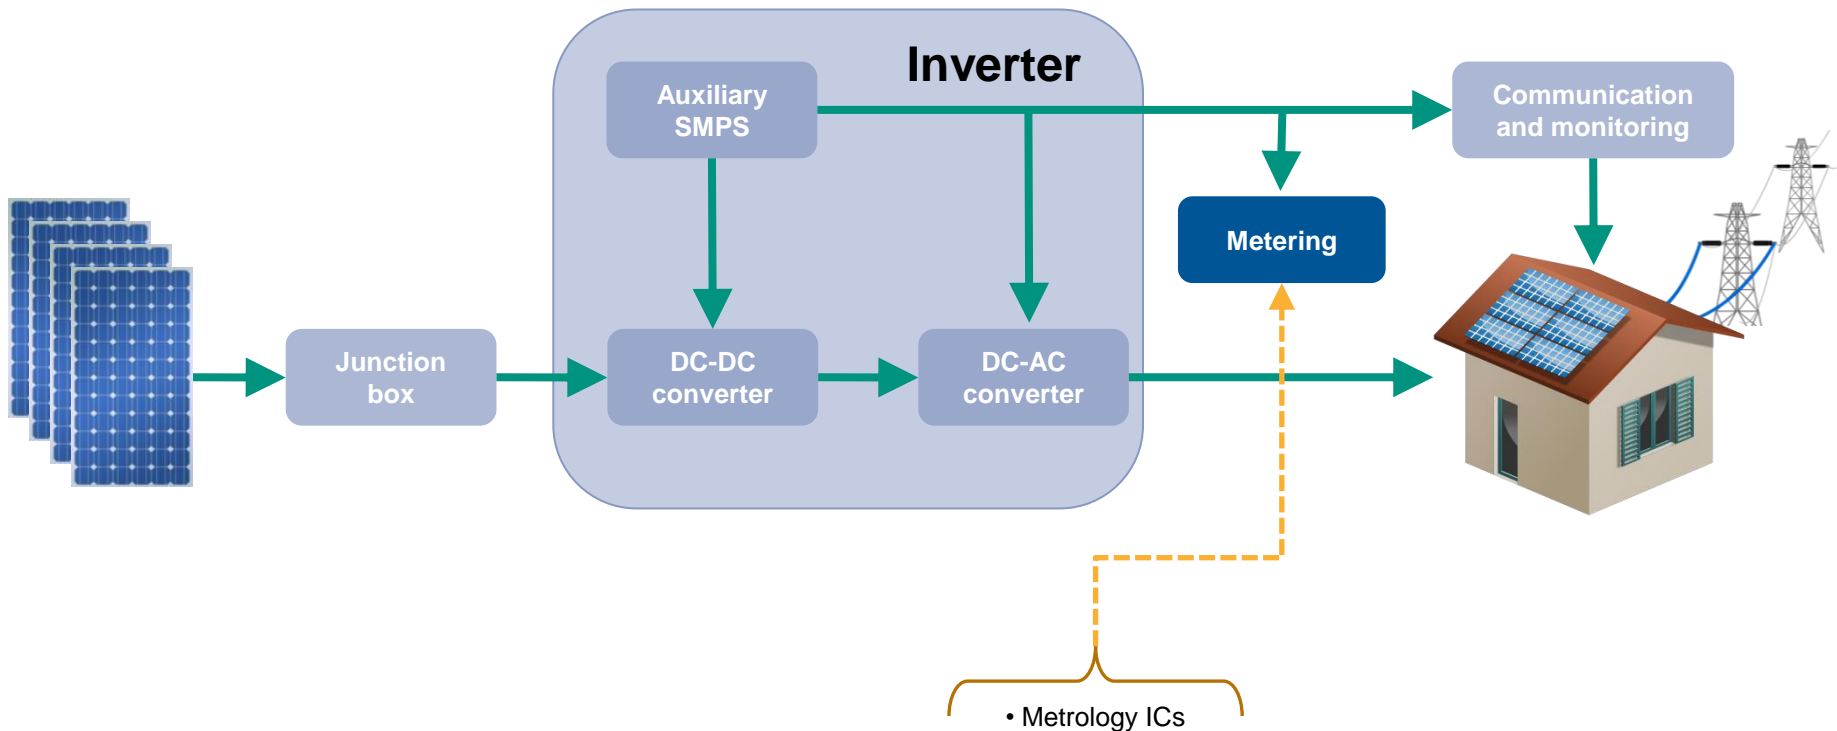 Inverter
Auxiliary
SMPS
Communication
and monitoring
Metering
Junction
box
DC-DC
converter
DC-AC
converter
• Metrology ICs